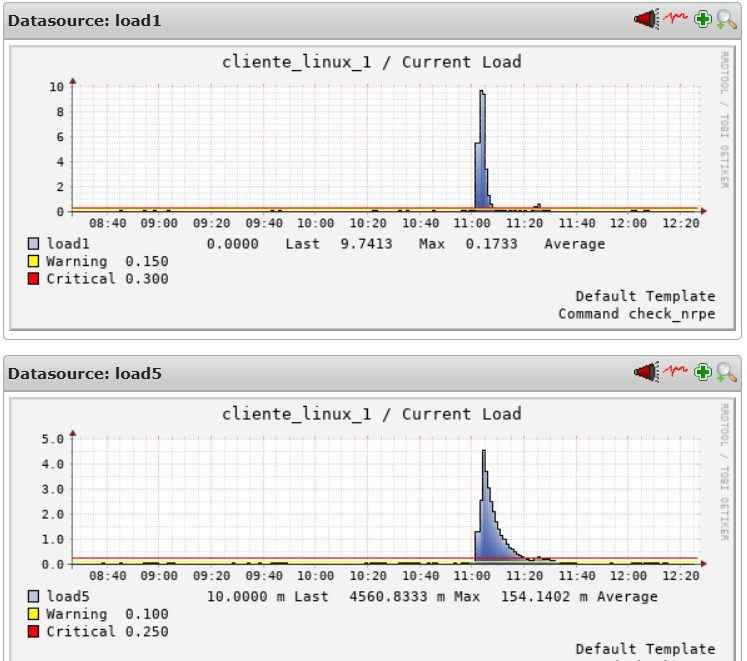 Datasource: load1
cliente_linux_1 / Current Load
RRDTOOL / TOBI OETIKER
10
8
6
4
2
0
08:40 09:00 09:20 09:40 10:00 10:20 10:40 11:00 11:20 11:40 12:00 12:20
load1 0.0000 Last 9.7413 Max 0.1733 Average
Warning 0.150
Critical 0.300
Default Template
Command check_nrpe
Datasource: load5
cliente_linux_1 / Current Load
RRDTOOL / TOBI OETIKER
5.0
4.0
3.0
2.0
1.0
0.0
08:40 09:00 09:20 09:40 10:00 10:20 10:40 11:00 11:20 11:40 12:00 12:20
load5 10.0000 m Last 4560.8333 m Max 154.1402 m Average
Warning 0.100
Critical 0.250
Default Template